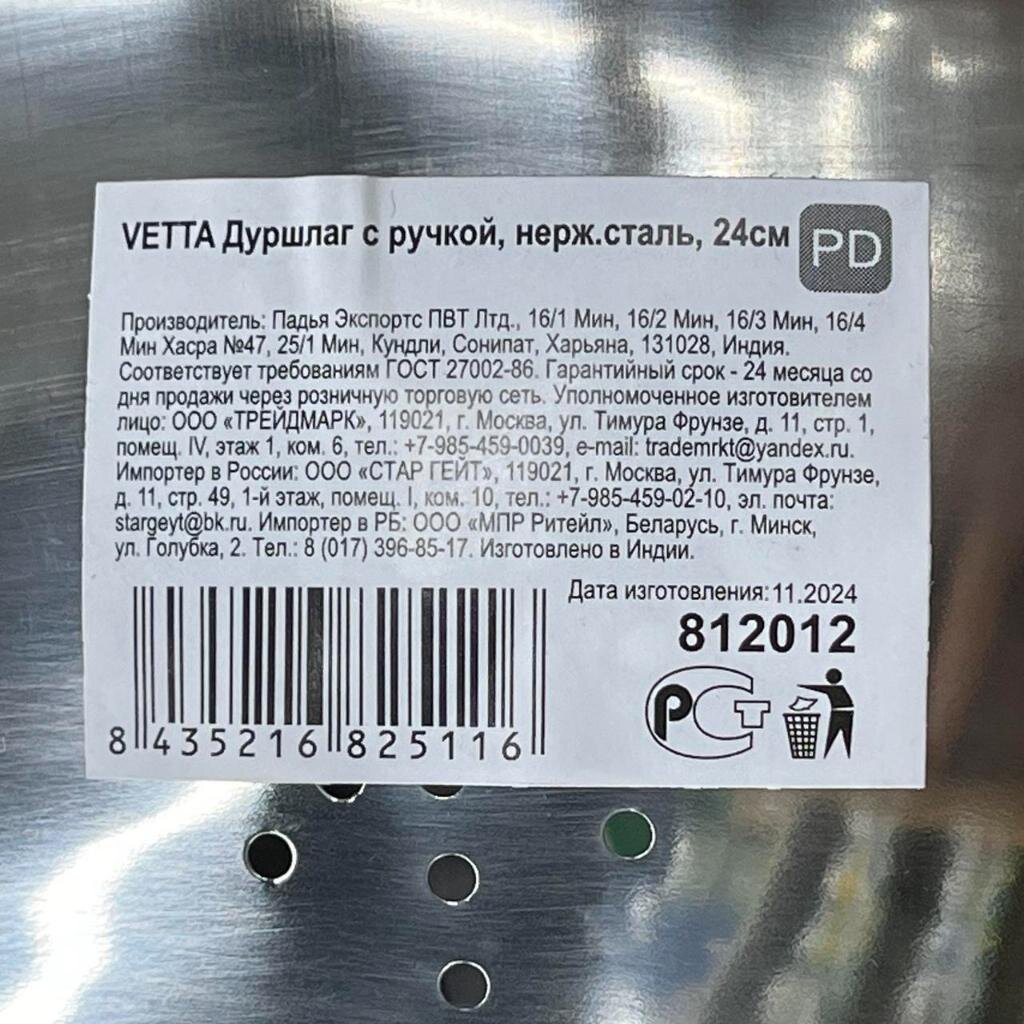 VETTA Дуршлаг с ручкой, нерж.сталь, 24см
PD
Производитель: Падья Экспортс ПВТ Лтд., 16/1 Мин, 16/2 Мин, 16/3 Мин, 16/4
Мин Хасра №47, 25/1 Мин, Кундли, Сонипат, Харьяна, 131028, Индия.
Соответствует требованиям ГОСТ 27002-86. Гарантийный срок - 24 месяца со
дня продажи через розничную торговую сеть. Уполномоченное изготовителем
лицо: ООО «ТРЕЙДМАРК», 119021, г. Москва, ул. Тимура Фрунзе, д. 11, стр. 1,
помещ. IV, этаж 1, ком. 6, тел.: +7-985-459-0039, e-mail: trademrkt@yandex.ru.
Импортер в России: ООО «СТАР ГЕЙТ», 119021, г. Москва, ул. Тимура Фрунзе,
д. 11, стр. 49, 1-й этаж, помещ. I, ком. 10, тел.: +7-985-459-02-10, эл. почта:
stargeyt@bk.ru. Импортер в РБ: ООО «МПР Ритейл», Беларусь, г. Минск,
ул. Голубка, 2. Тел.: 8 (017) 396-85-17. Изготовлено в Индии.
Дата изготовления: 11.2024
812012
РСТ
8 435216 825116